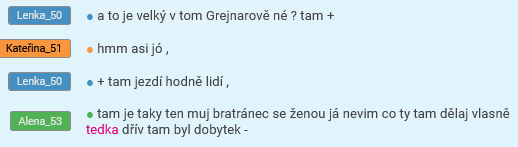 Lenka_50 ● a to je velký v tom Grejnarově né ? tam +
Kateřina_51 ● hmm asi jó ,
Lenka_50 ● + tam jezdí hodně lidí ,
Alena_53 ● tam je taky ten muj bratránec se ženou já nevim co ty tam dělaj vlasně
tedka dřív tam byl dobytek -